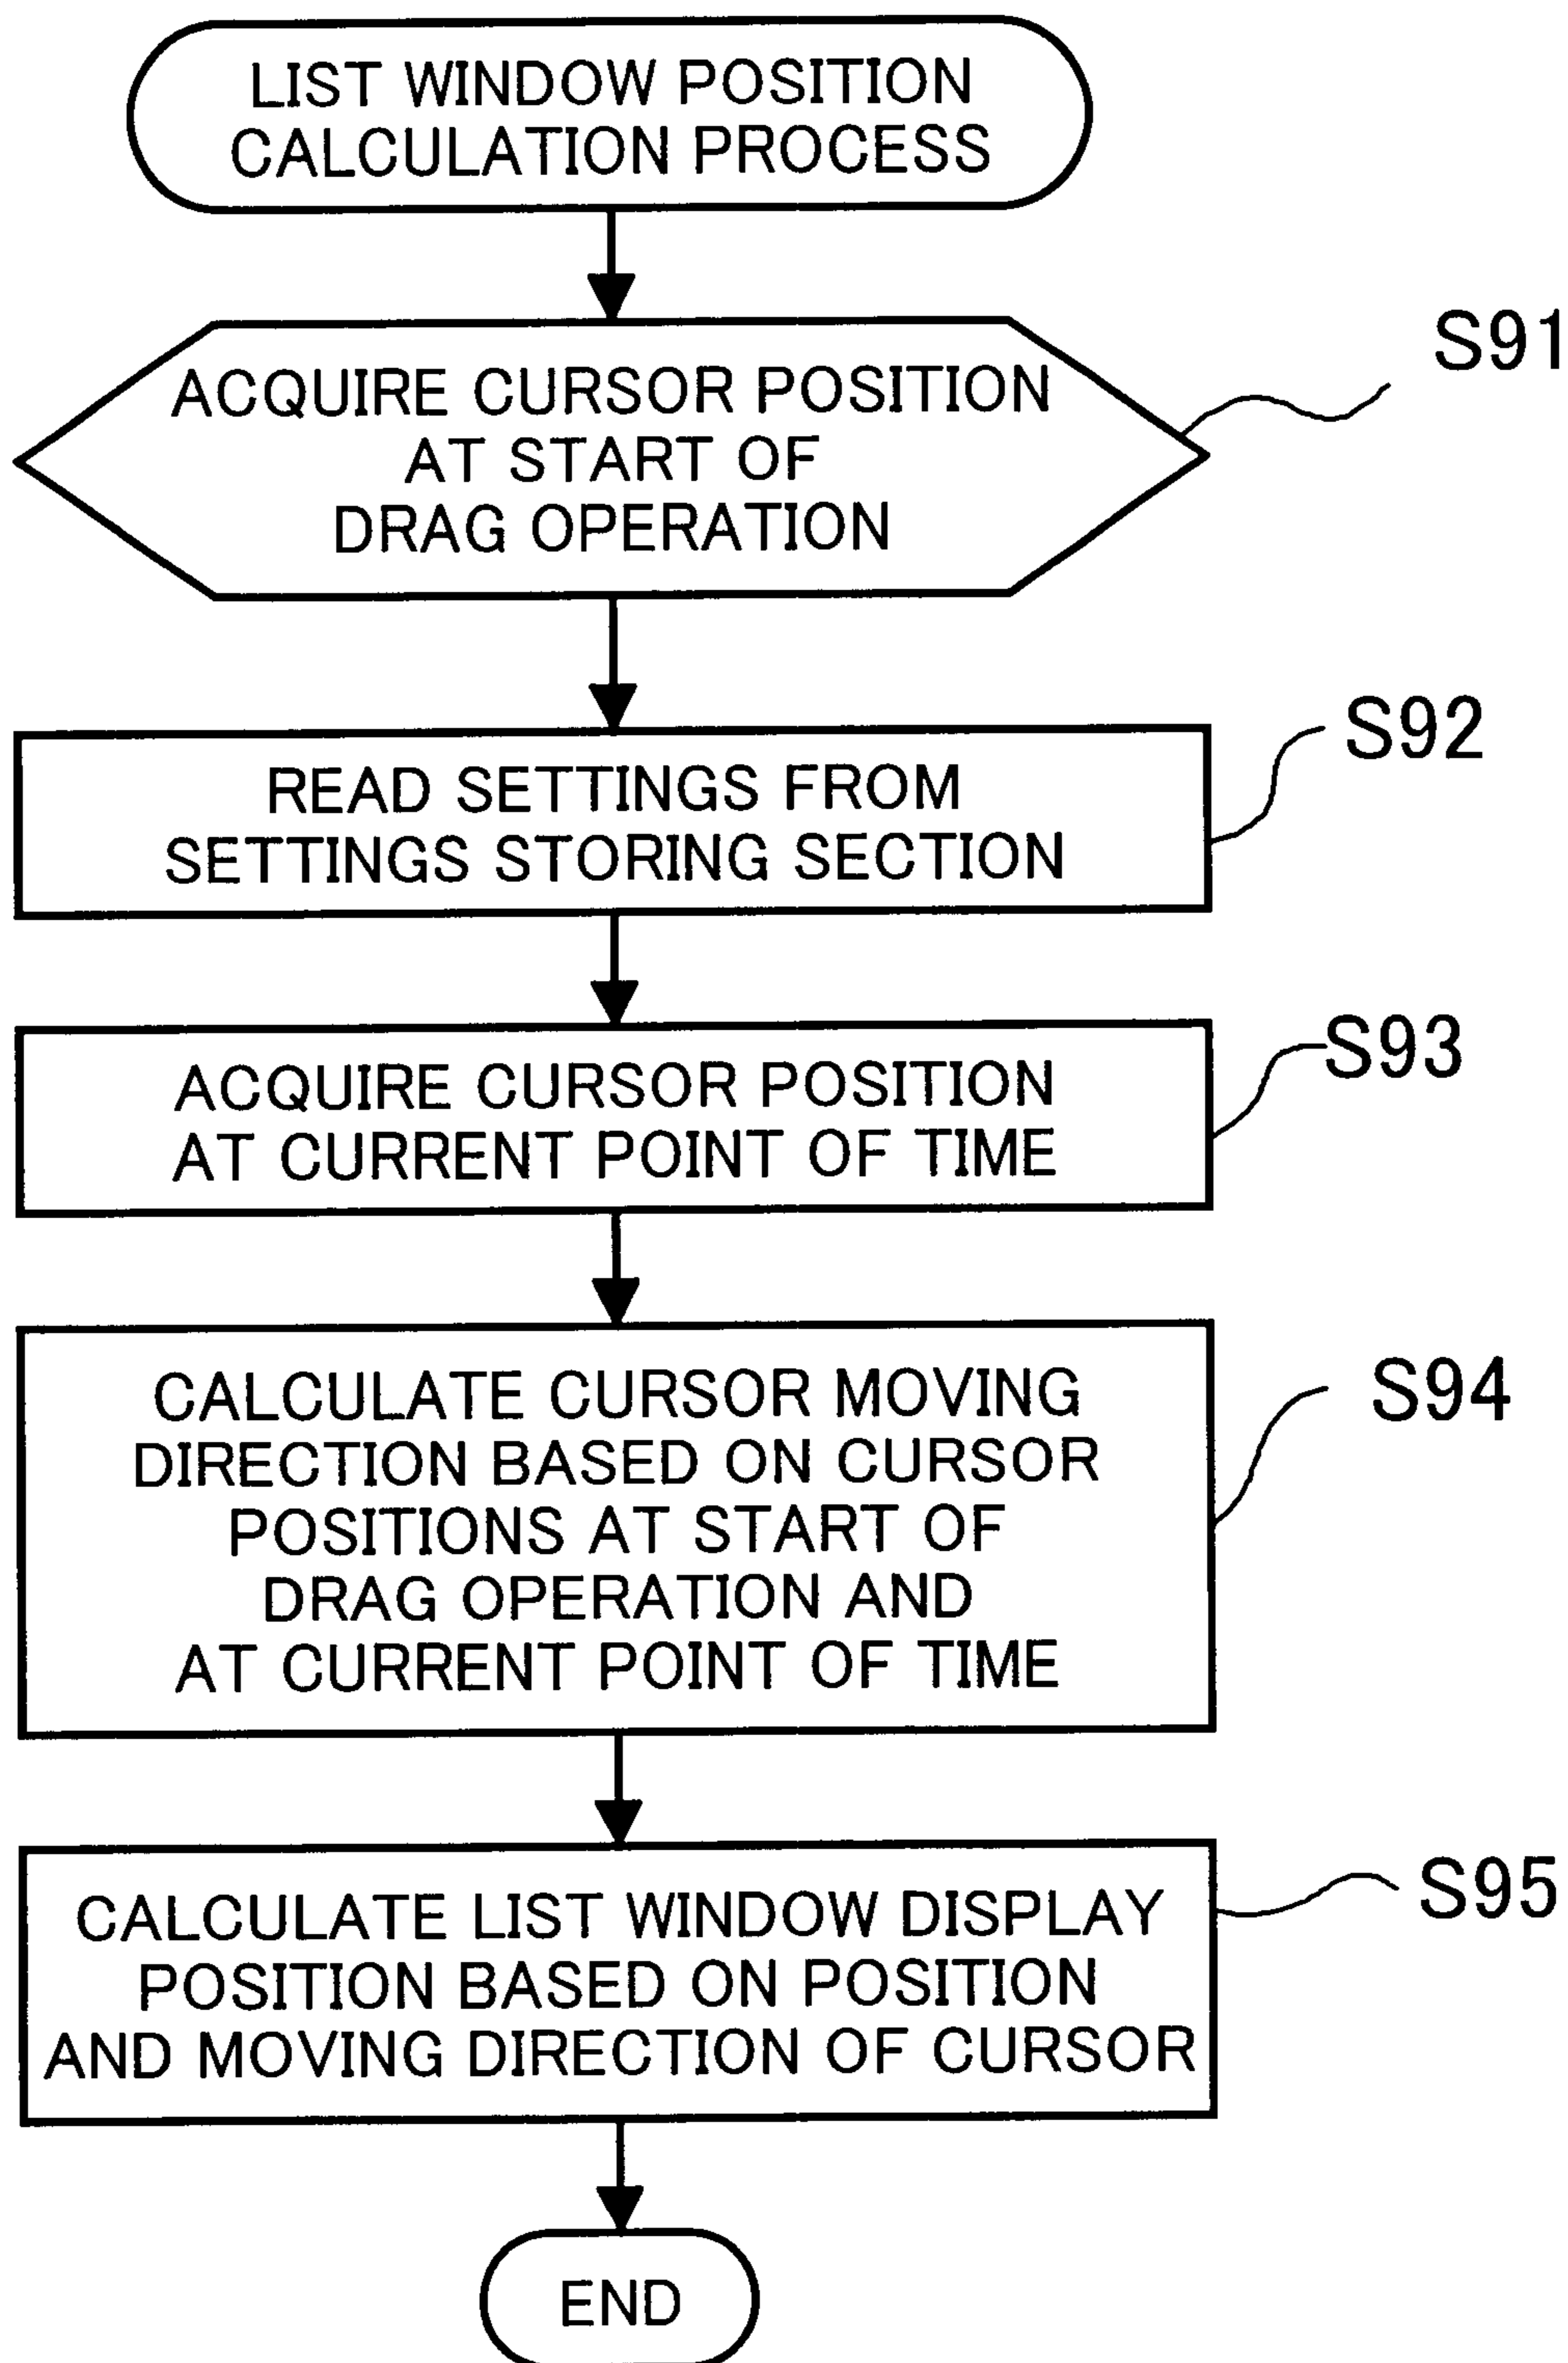 LIST WINDOW POSITION
CALCULATION PROCESS
ACQUIRE CURSOR POSITION
AT START OF
DRAG OPERATION
S91
READ SETTINGS FROM
SETTINGS STORING SECTION
S92
ACQUIRE CURSOR POSITION
AT CURRENT POINT OF TIME
S93
CALCULATE CURSOR MOVING
DIRECTION BASED ON CURSOR
POSITIONS AT START OF
DRAG OPERATION AND
AT CURRENT POINT OF TIME
S94
CALCULATE LIST WINDOW DISPLAY
POSITION BASED ON POSITION
AND MOVING DIRECTION OF CURSOR
S95
END